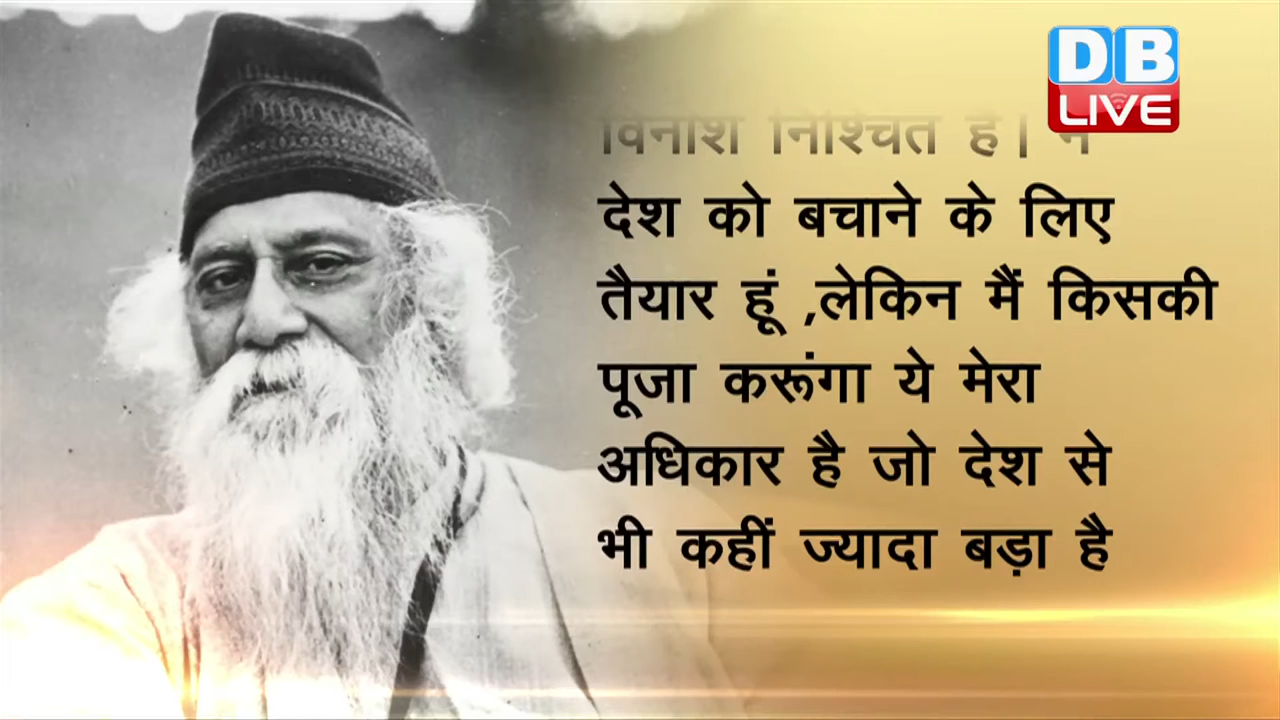 DB
LIVE
विनाश निश्चित है। मैं
देश को बचाने के लिए
तैयार हूं ,लेकिन मैं किसकी
पूजा करूंगा ये मेरा
अधिकार है जो देश से
भी कहीं ज्यादा बड़ा है